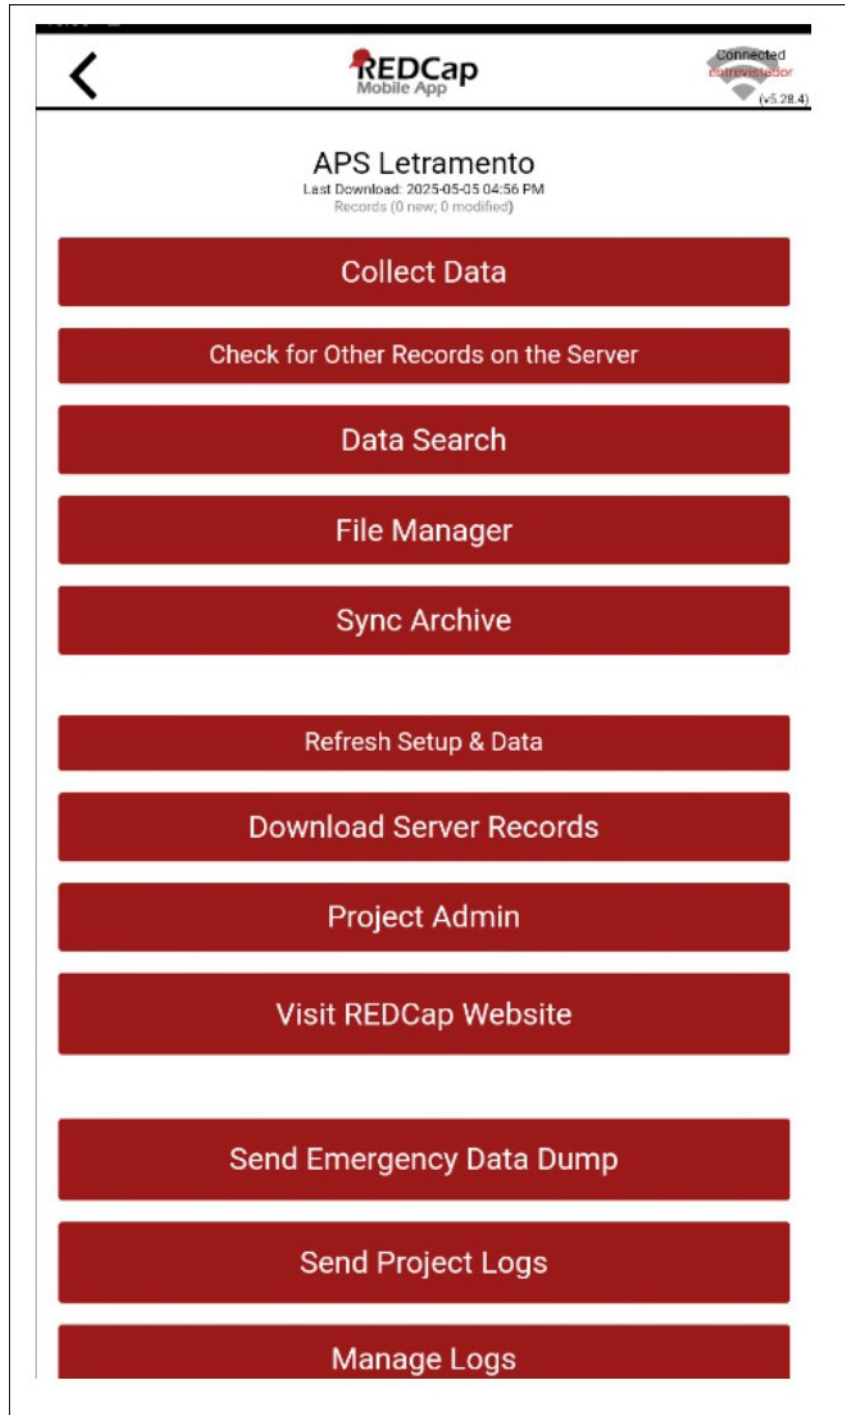 REDCap
Mobile App
Connected
entrevistador
(v5.28.4)
APS Letramento
Last Download: 2025-05-05 04:56 PM
Records (0 new; 0 modified)
Collect Data
Check for Other Records on the Server
Data Search
File Manager
Sync Archive
Refresh Setup & Data
Download Server Records
Project Admin
Visit REDCap Website
Send Emergency Data Dump
Send Project Logs
Manage Logs